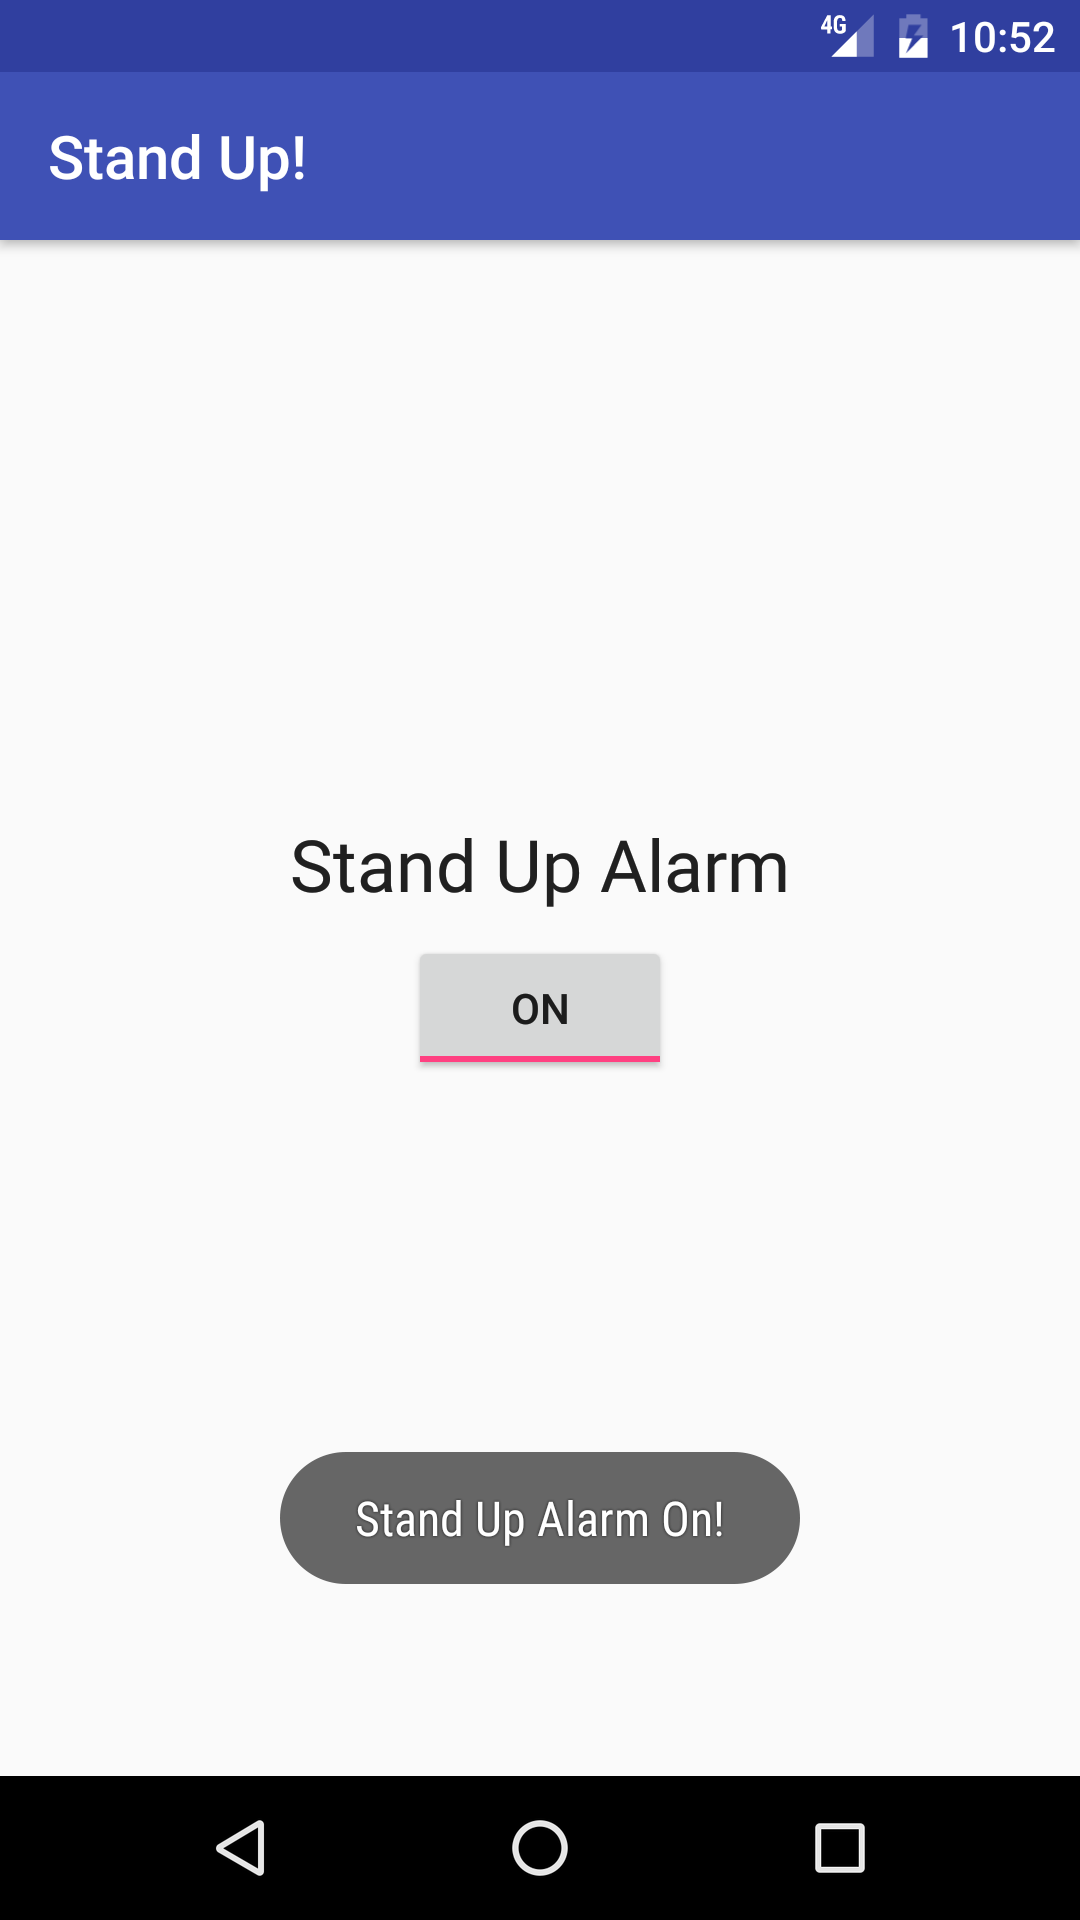 4G 10:52
Stand Up!
Stand Up Alarm
ON
Stand Up Alarm On!